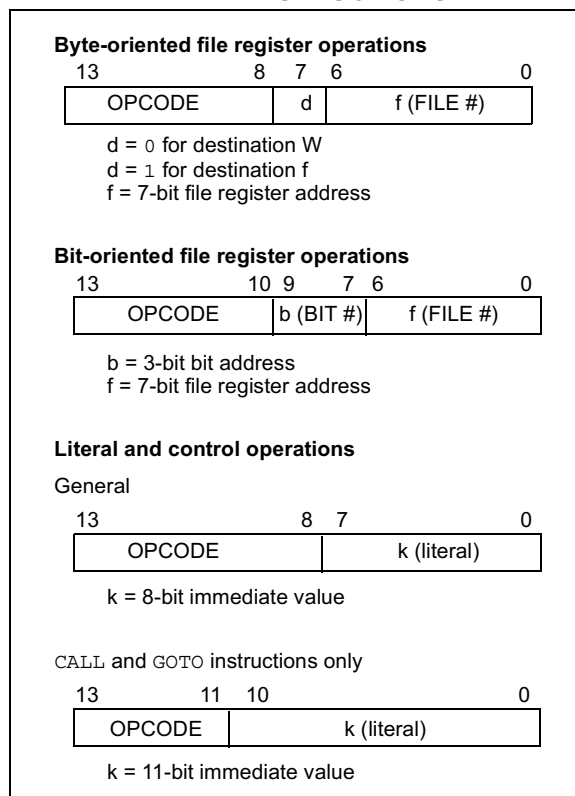 Byte-oriented file register operations
13 8 7 6 0
OPCODE d f (FILE #)
d = 0 for destination W
d = 1 for destination f
f = 7-bit file register address
Bit-oriented file register operations
13 10 9 7 6 0
OPCODE b (BIT #) f (FILE #)
b = 3-bit bit address
f = 7-bit file register address
Literal and control operations
General
13 8 7 0
OPCODE k (literal)
k = 8-bit immediate value
CALL and GOTO instructions only
13 11 10 0
OPCODE k (literal)
k = 11-bit immediate value